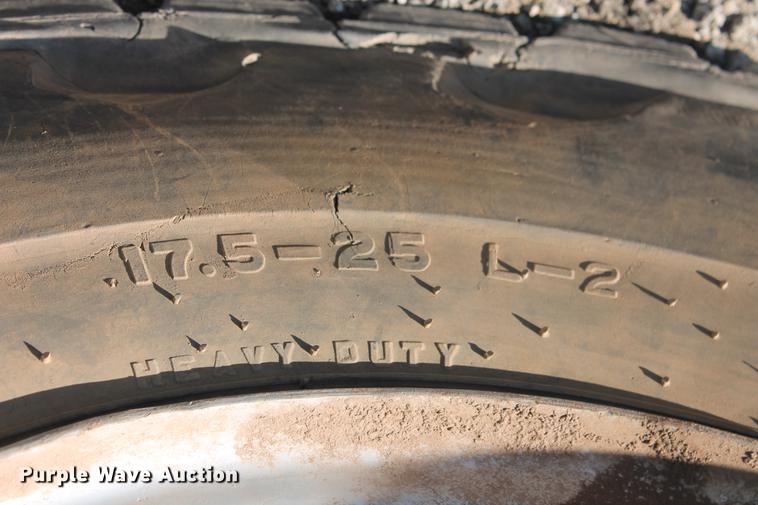 17.5-25 L-2
HEAVY DUTY
Purple Wave Auction